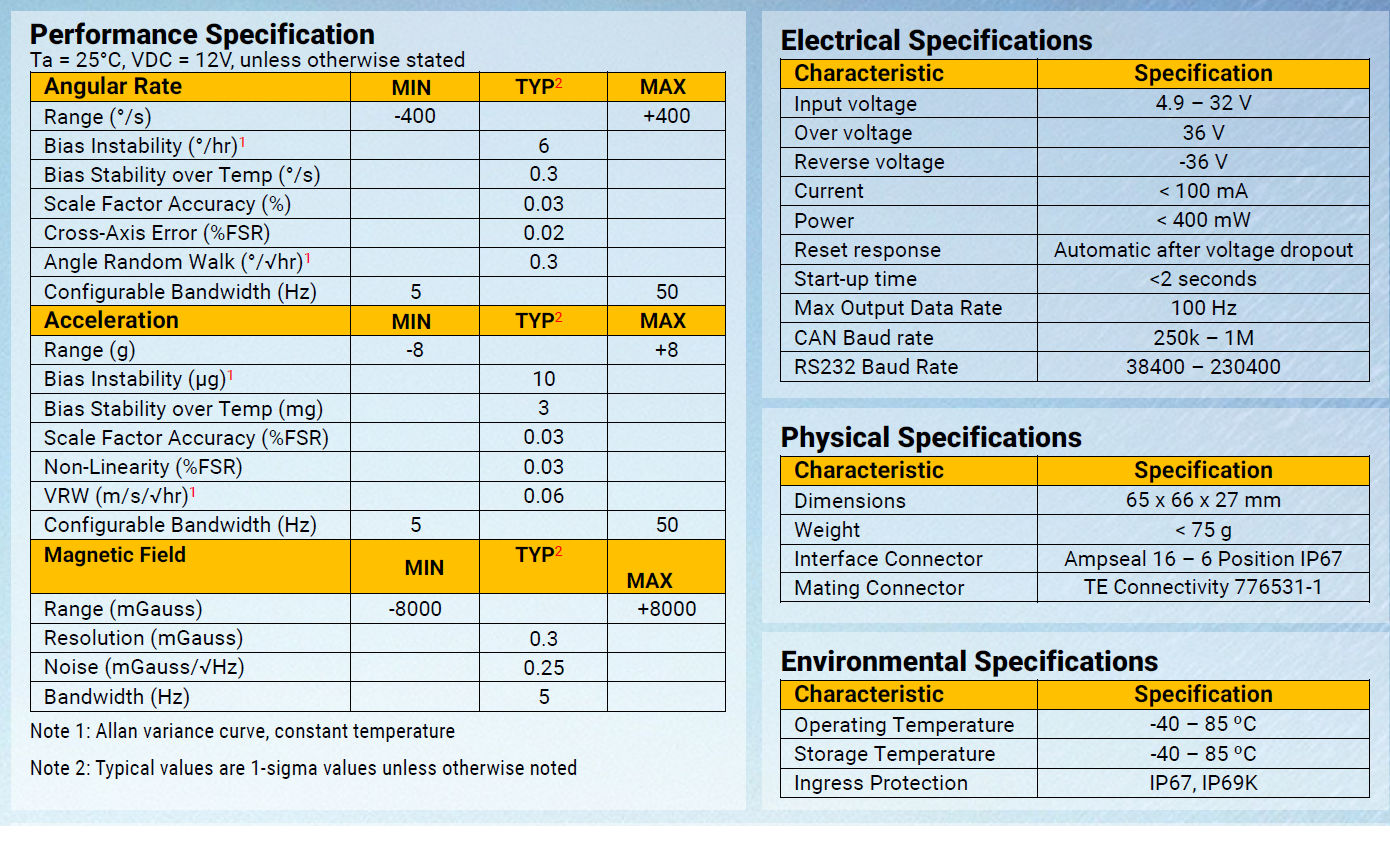 Performance Specification
Ta = 25°C, VDC = 12V, unless otherwise stated
Angular Rate MIN TYP2 MAX
Range (°/s) -400 +400
Bias Instability (°/hr)1 6
Bias Stability over Temp (°/s) 0.3
Scale Factor Accuracy (%) 0.03
Cross-Axis Error (%FSR) 0.02
Angle Random Walk (°/√hr)1 0.3
Configurable Bandwidth (Hz) 5 50
Acceleration MIN TYP2 MAX
Range (g) -8 +8
Bias Instability (µg)1 10
Bias Stability over Temp (mg) 3
Scale Factor Accuracy (%FSR) 0.03
Non-Linearity (%FSR) 0.03
VRW (m/s/√hr)1 0.06
Configurable Bandwidth (Hz) 5 50
Magnetic Field MIN TYP2 MAX
Range (mGauss) -8000 +8000
Resolution (mGauss) 0.3
Noise (mGauss/√Hz) 0.25
Bandwidth (Hz) 5
Note 1: Allan variance curve, constant temperature
Note 2: Typical values are 1-sigma values unless otherwise noted
Electrical Specifications
Characteristic Specification
Input voltage 4.9 – 32 V
Over voltage 36 V
Reverse voltage -36 V
Current < 100 mA
Power < 400 mW
Reset response Automatic after voltage dropout
Start-up time <2 seconds
Max Output Data Rate 100 Hz
CAN Baud rate 250k – 1M
RS232 Baud Rate 38400 – 230400
Physical Specifications
Characteristic Specification
Dimensions 65 x 66 x 27 mm
Weight < 75 g
Interface Connector Ampseal 16 – 6 Position IP67
Mating Connector TE Connectivity 776531-1
Environmental Specifications
Characteristic Specification
Operating Temperature -40 – 85 ºC
Storage Temperature -40 – 85 ºC
Ingress Protection IP67, IP69K